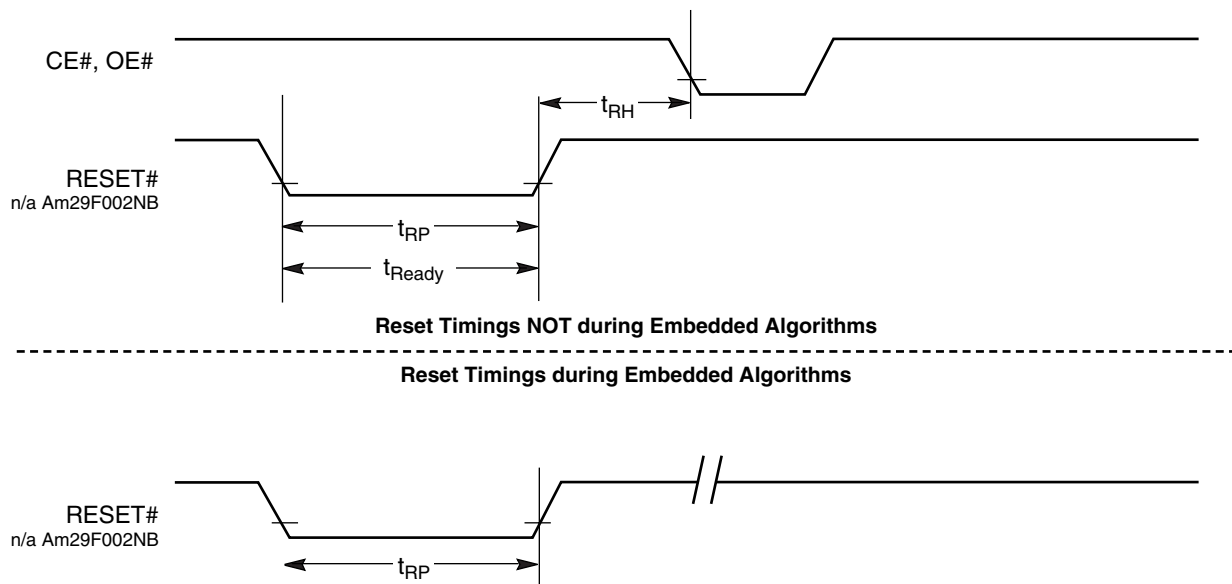 CE#, OE#
tRH
RESET#
n/a Am29F002NB
tRP
tReady
Reset Timings NOT during Embedded Algorithms
Reset Timings during Embedded Algorithms
RESET#
n/a Am29F002NB
tRP